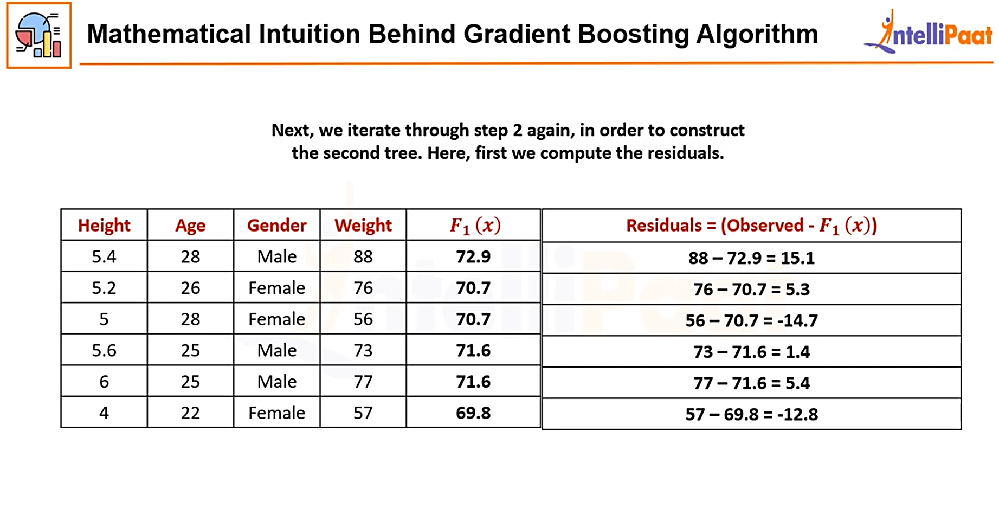 Mathematical Intuition Behind Gradient Boosting Algorithm
IntelliPaat
Next, we iterate through step 2 again, in order to construct
the second tree. Here, first we compute the residuals.
Height Age Gender Weight F₁ (x) Residuals = (Observed - F₁ (x))
5.4 28 Male 88 72.9 88 – 72.9 = 15.1
5.2 26 Female 76 70.7 76 – 70.7 = 5.3
5 28 Female 56 70.7 56 – 70.7 = -14.7
5.6 25 Male 73 71.6 73 – 71.6 = 1.4
6 25 Male 77 71.6 77 – 71.6 = 5.4
4 22 Female 57 69.8 57 – 69.8 = -12.8